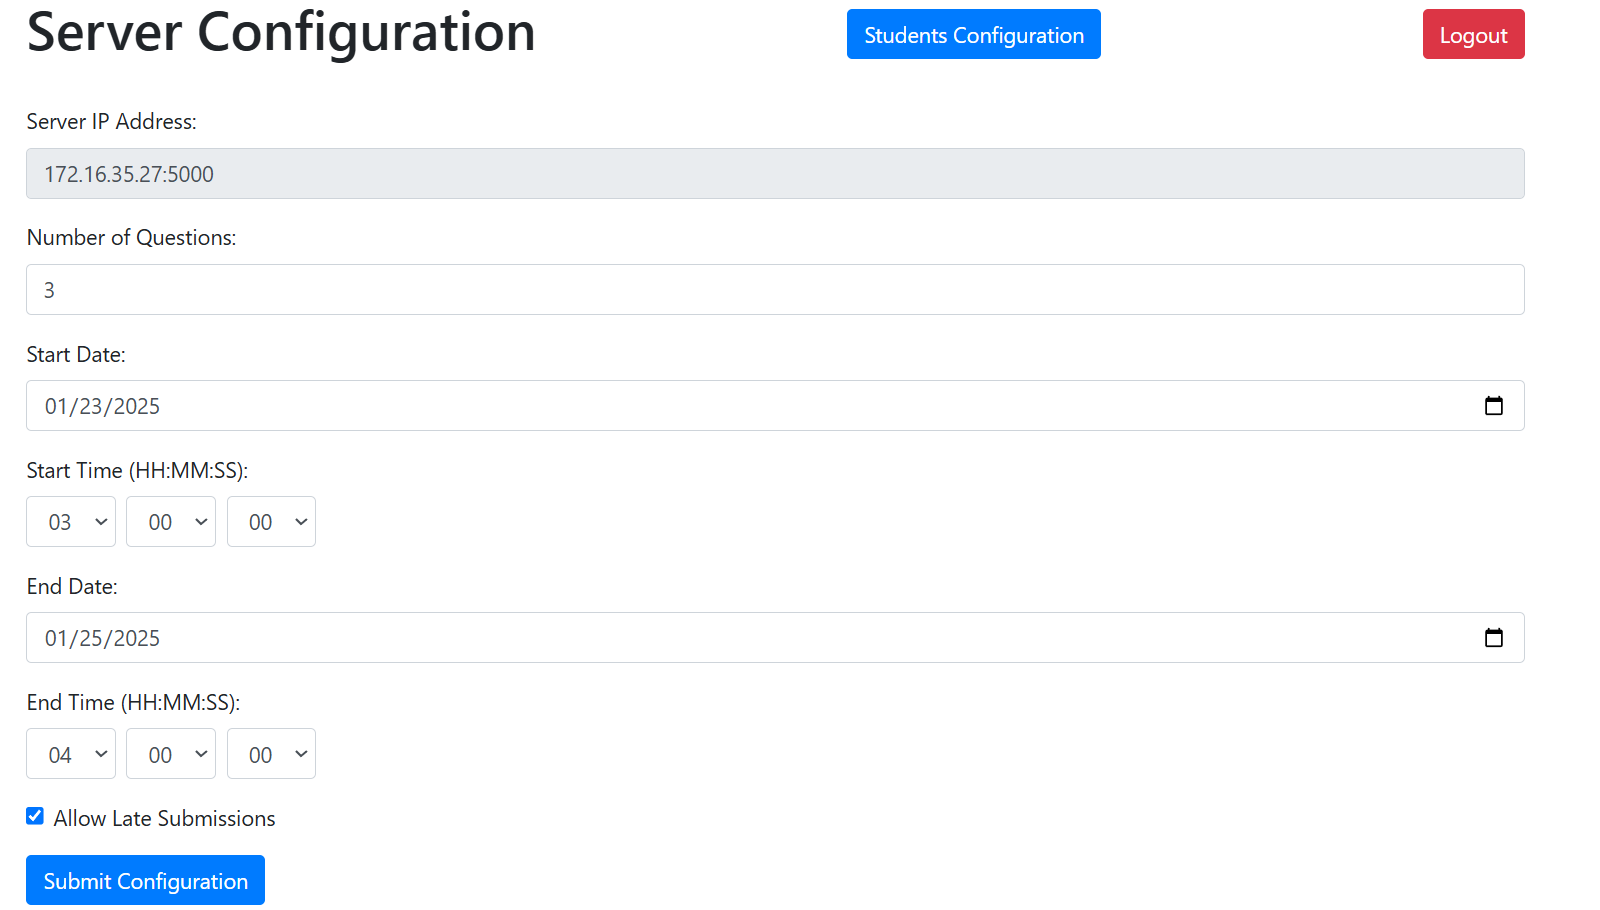 Server Configuration
Students Configuration
Logout
Server IP Address:
172.16.35.27:5000
Number of Questions:
3
Start Date:
01/23/2025
Start Time (HH:MM:SS):
03 00 00
End Date:
01/25/2025
End Time (HH:MM:SS):
04 00 00
Allow Late Submissions
Submit Configuration